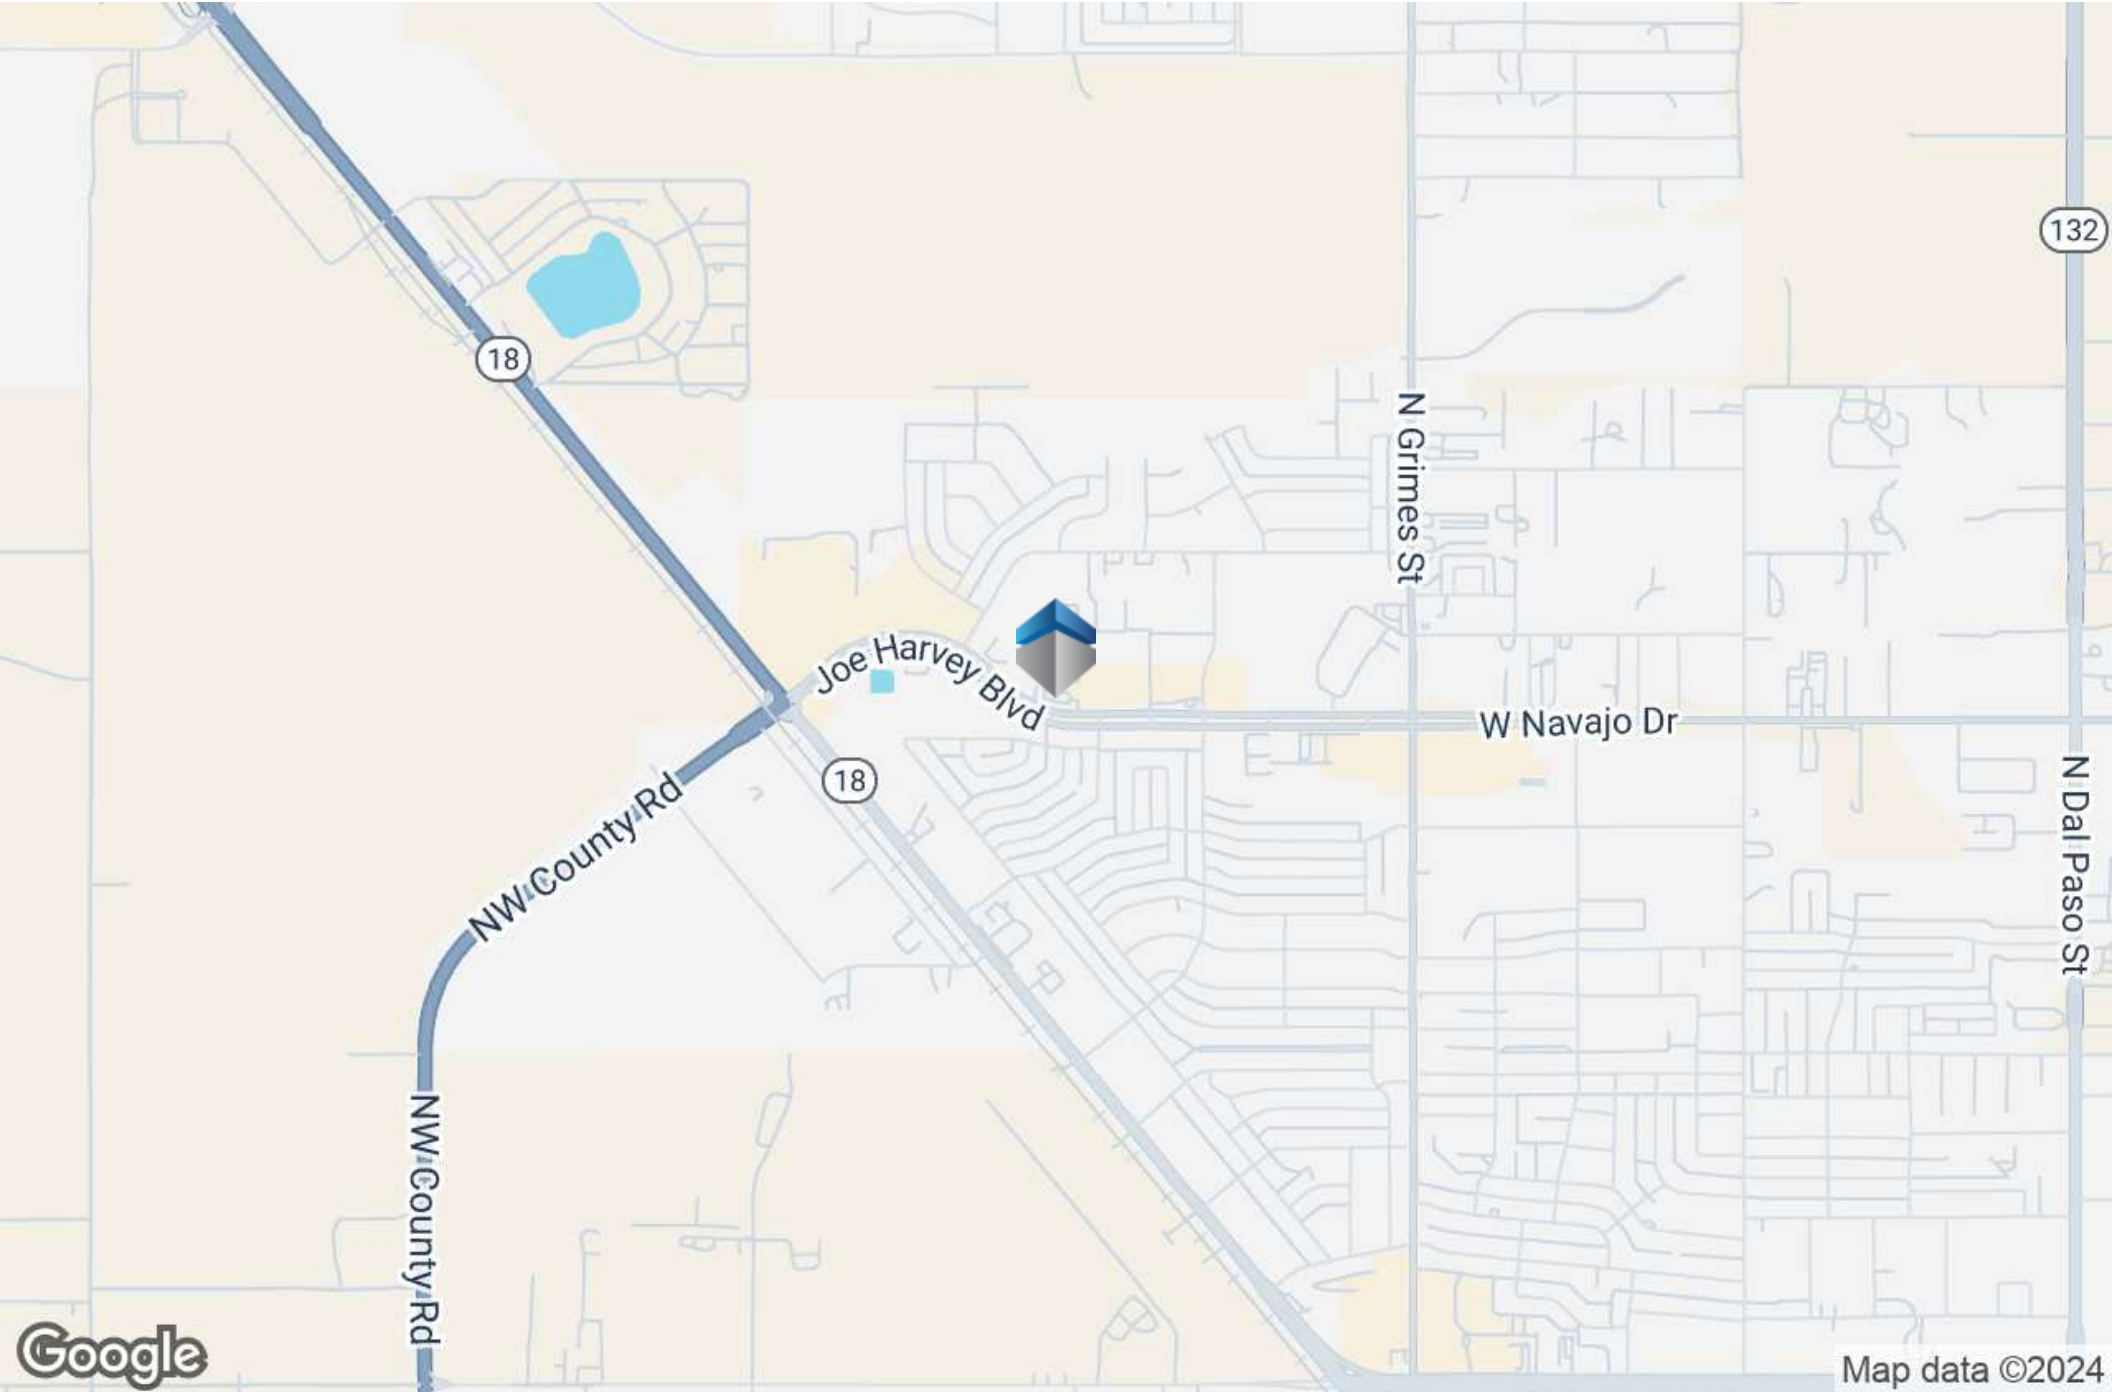 132
18
N Grimes St
Joe Harvey Blvd
W Navajo Dr
18
NW County Rd
N Dal Paso St
NW County Rd
Google
Map data ©2024